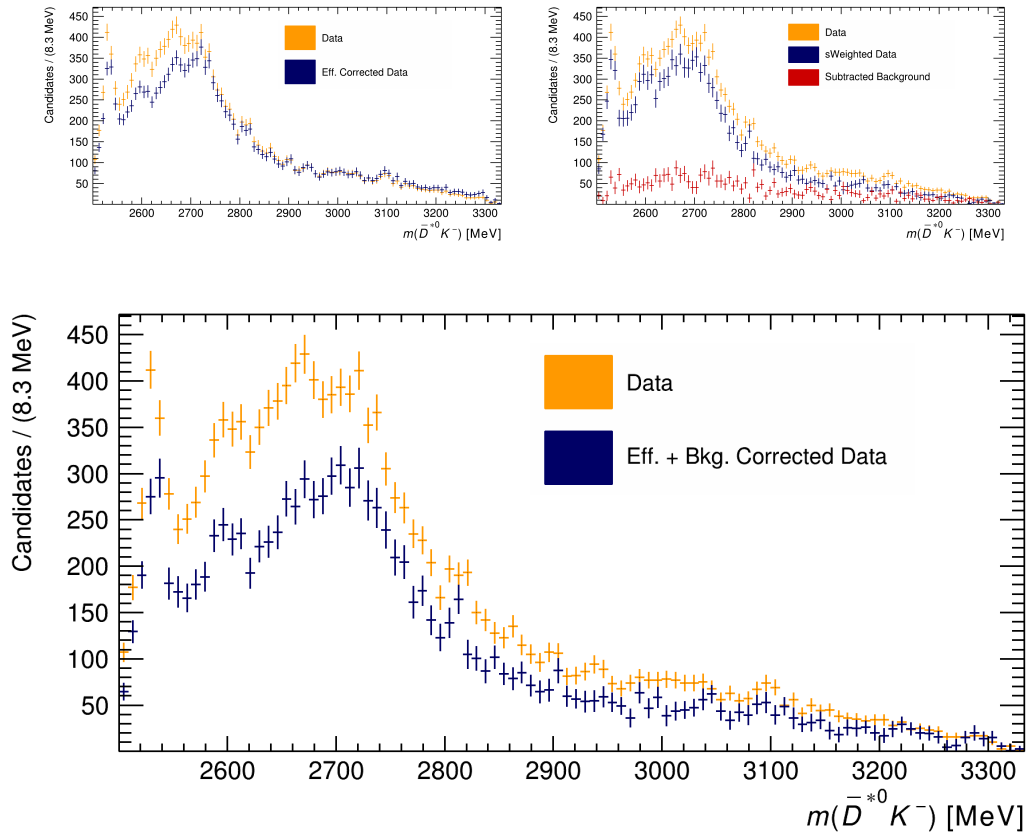 Candidates / (8.3 MeV)
450
400
350
300
250
200
150
100
50
Data
Eff. Corrected Data
2600 2700 2800 2900 3000 3100 3200 3300
m(D̄*⁰K⁻) [MeV]
Candidates / (8.3 MeV)
450
400
350
300
250
200
150
100
50
Data
sWeighted Data
Subtracted Background
2600 2700 2800 2900 3000 3100 3200 3300
m(D̄*⁰K⁻) [MeV]
Candidates / (8.3 MeV)
450
400
350
300
250
200
150
100
50
Data
Eff. + Bkg. Corrected Data
2600 2700 2800 2900 3000 3100 3200 3300
m(D̄*⁰K⁻) [MeV]